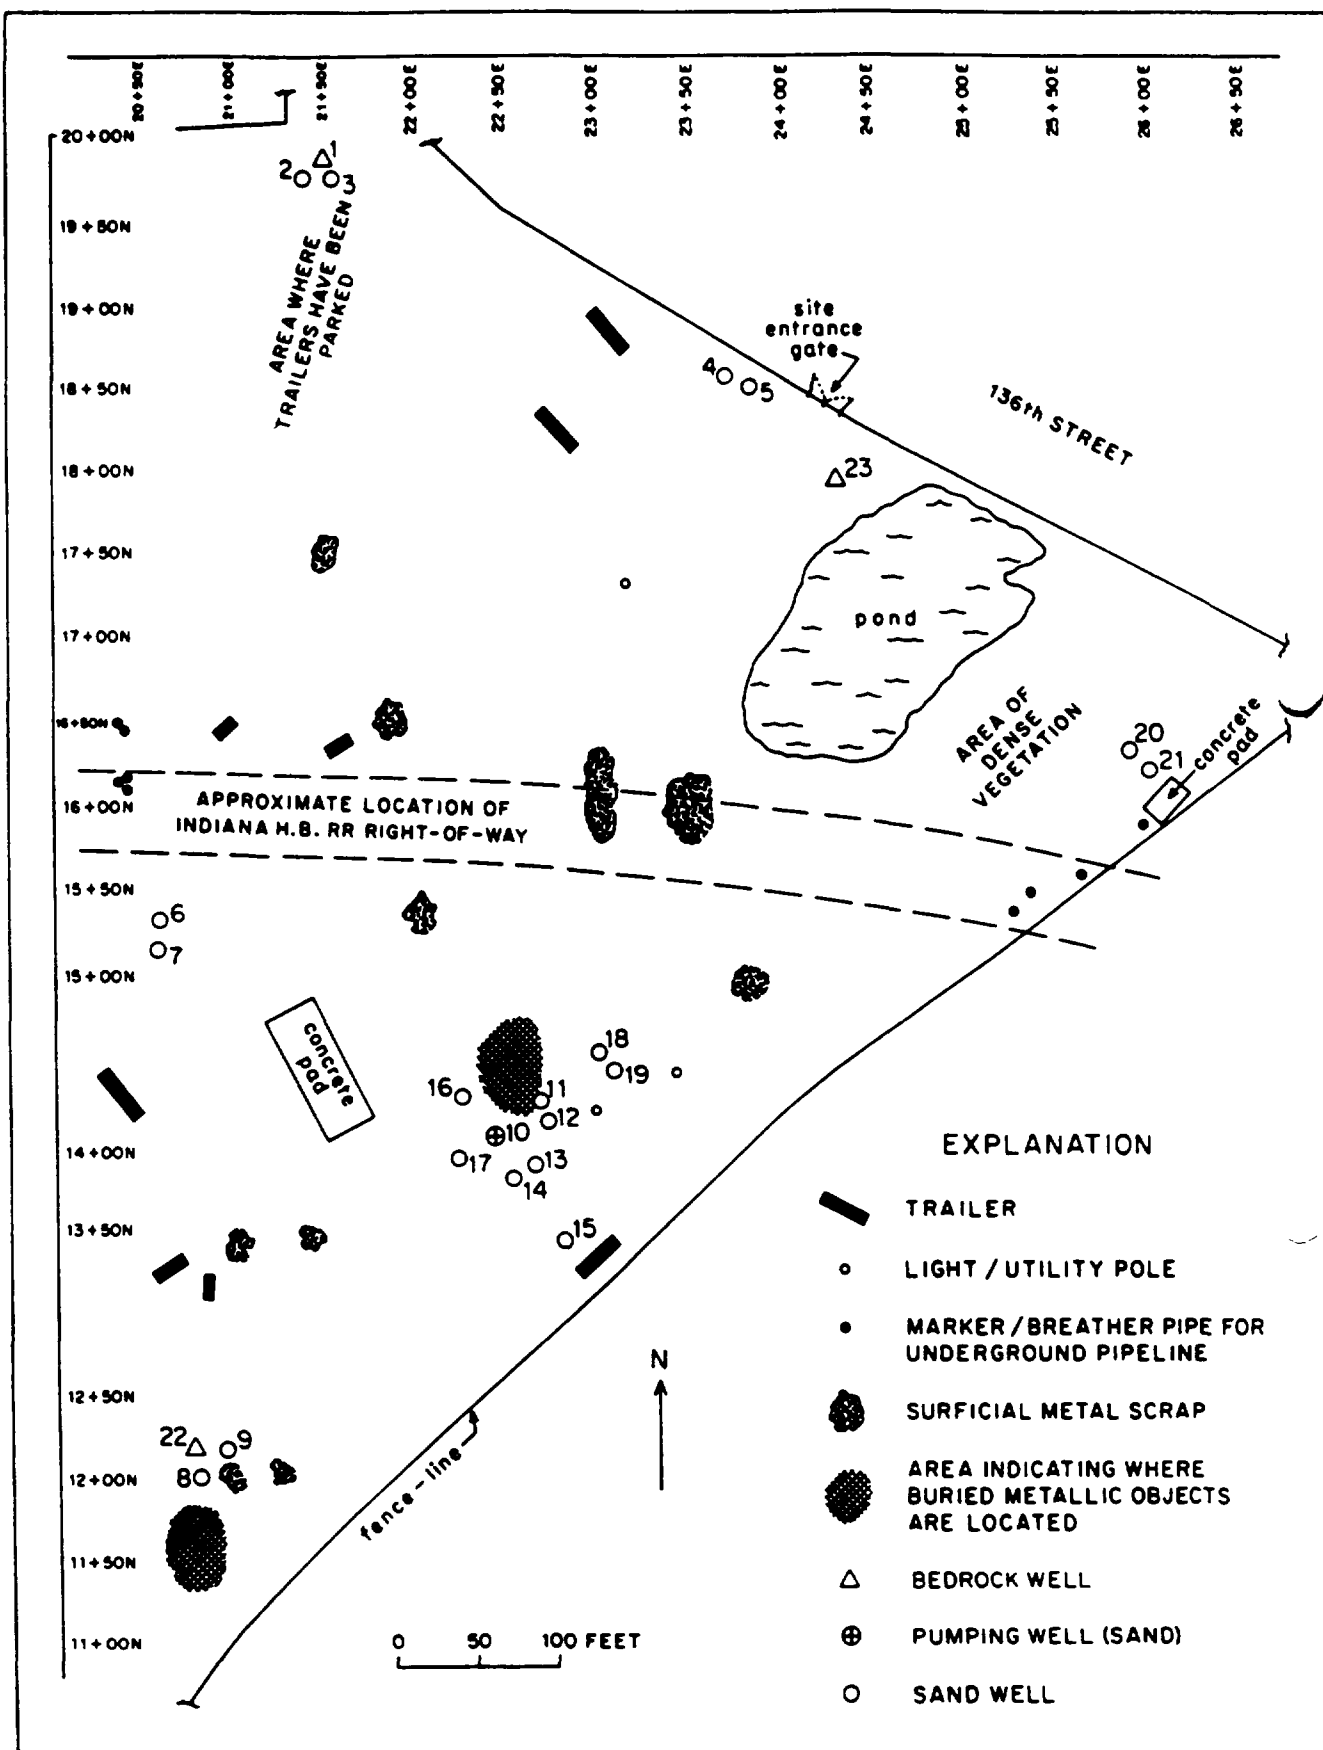 20+50E
21+00E
21+50E
22+00E
22+50E
23+00E
23+50E
24+00E
24+50E
25+00E
25+50E
26+00E
26+50E
20+00N
19+50N
19+00N
18+50N
18+00N
17+50N
17+00N
16+50N
16+00N
15+50N
15+00N
14+00N
13+50N
12+50N
12+00N
11+50N
11+00N
1
2
3
AREA WHERE
TRAILERS HAVE BEEN
PARKED
site
entrance
gate
4
5
136th STREET
23
pond
AREA OF
DENSE
VEGETATION
20
21
concrete
pad
APPROXIMATE LOCATION OF
INDIANA H.B. RR RIGHT-OF-WAY
6
7
concrete
pad
18
19
16
11
12
10
17
13
14
15
22
9
8
fence-line
N
0 50 100 FEET
EXPLANATION
TRAILER
LIGHT / UTILITY POLE
MARKER / BREATHER PIPE FOR
UNDERGROUND PIPELINE
SURFICIAL METAL SCRAP
AREA INDICATING WHERE
BURIED METALLIC OBJECTS
ARE LOCATED
BEDROCK WELL
PUMPING WELL (SAND)
SAND WELL